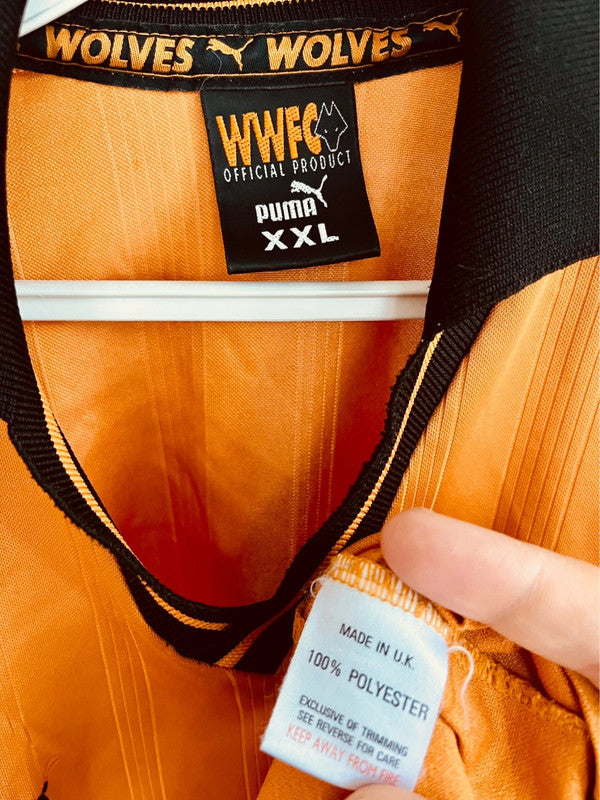 WOLVES WOLVES
WWFC
OFFICIAL PRODUCT
PUMA
XXL
MADE IN U.K.
100% POLYESTER
EXCLUSIVE OF TRIMMING
SEE REVERSE FOR CARE
KEEP AWAY FROM FIRE